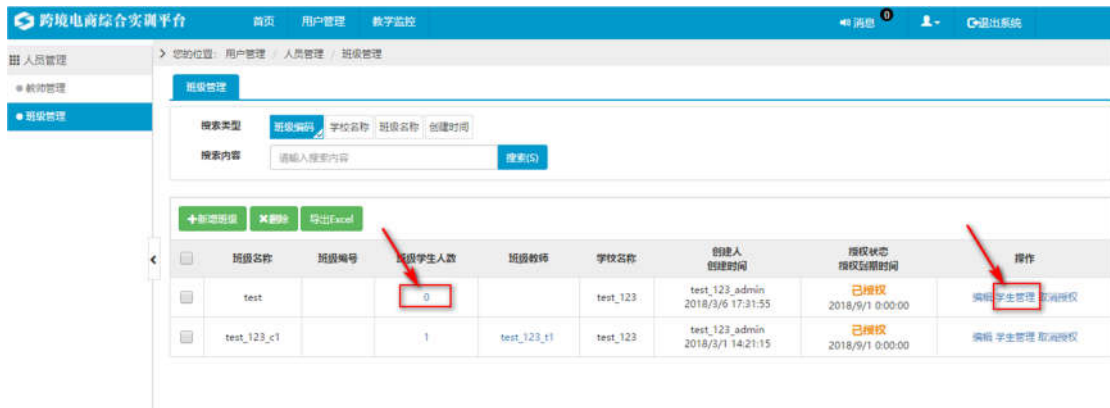 跨境电商综合实训平台 首页 用户管理 教学监控 消息 0 退出系统
人员管理
教师管理
班级管理
您的位置: 用户管理 / 人员管理 / 班级管理
班级管理
搜索类型 班级编码 学校名称 班级名称 创建时间
搜索内容 请输入搜索内容 搜索(S)
新增班级 删除 导出Excel
班级名称 班级编号 班级学生人数 班级教师 学校名称 创建人 创建时间 授权状态 授权到期时间 操作
test 0 test_123 test_123_admin 2018/3/6 17:31:55 已授权 2018/9/1 0:00:00 编辑 学生管理 取消授权
test_123_c1 1 test_123_t1 test_123 test_123_admin 2018/3/1 14:21:15 已授权 2018/9/1 0:00:00 编辑 学生管理 取消授权